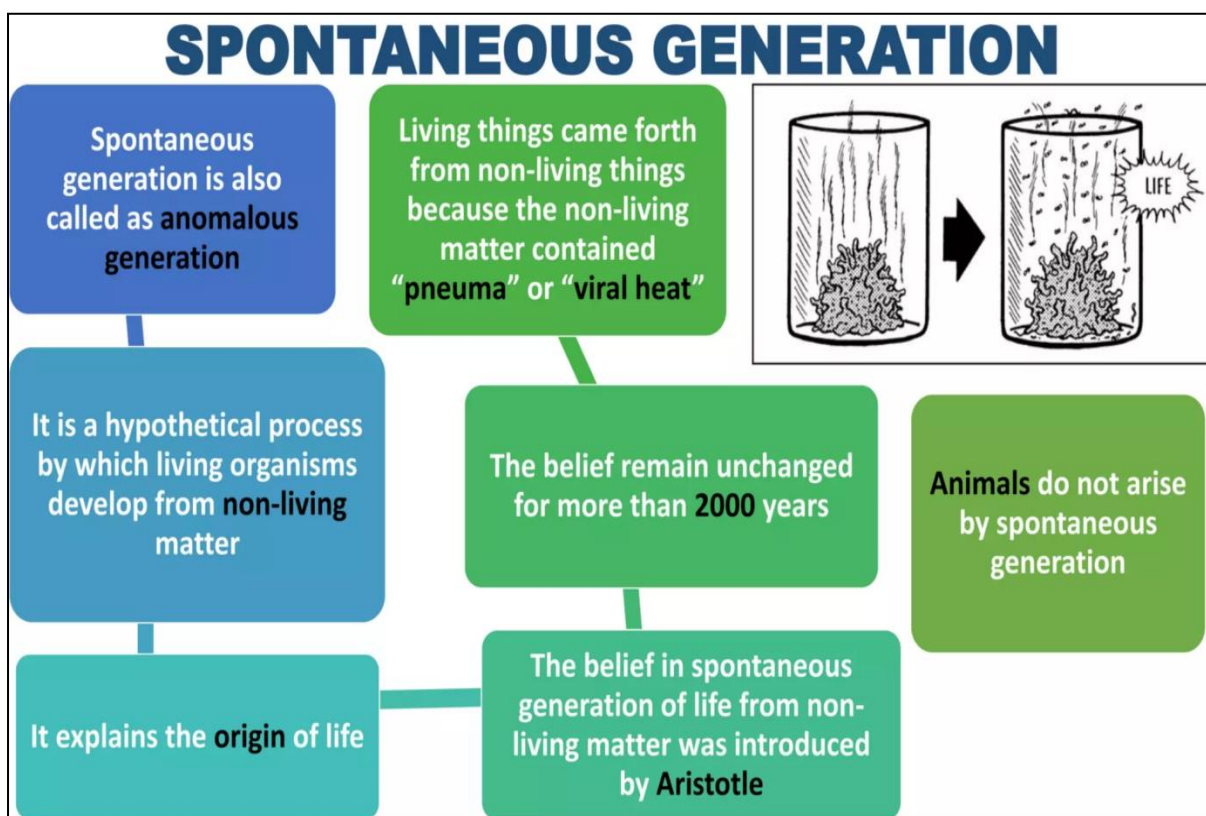 SPONTANEOUS GENERATION
Spontaneous
generation is also
called as anomalous
generation
It is a hypothetical process
by which living organisms
develop from non-living
matter
It explains the origin of life
The belief in spontaneous
generation of life from non-
living matter was introduced
by Aristotle
The belief remain unchanged
for more than 2000 years
Living things came forth
from non-living things
because the non-living
matter contained
“pneuma” or “viral heat”
LIFE
Animals do not arise
by spontaneous
generation